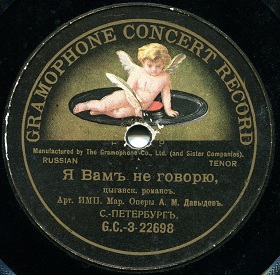 GRAMOPHONE CONCERT RECORD
Manufactured by The Gramophone Co., Ltd. (and Sister Companies).
RUSSIAN TENOR
Я Вамъ не говорю,
цыганск. романсъ.
Арт. ИМП. Мар. Оперы А. М. Давыдовъ.
С.-ПЕТЕРБУРГЪ.
G.C.-3-22698